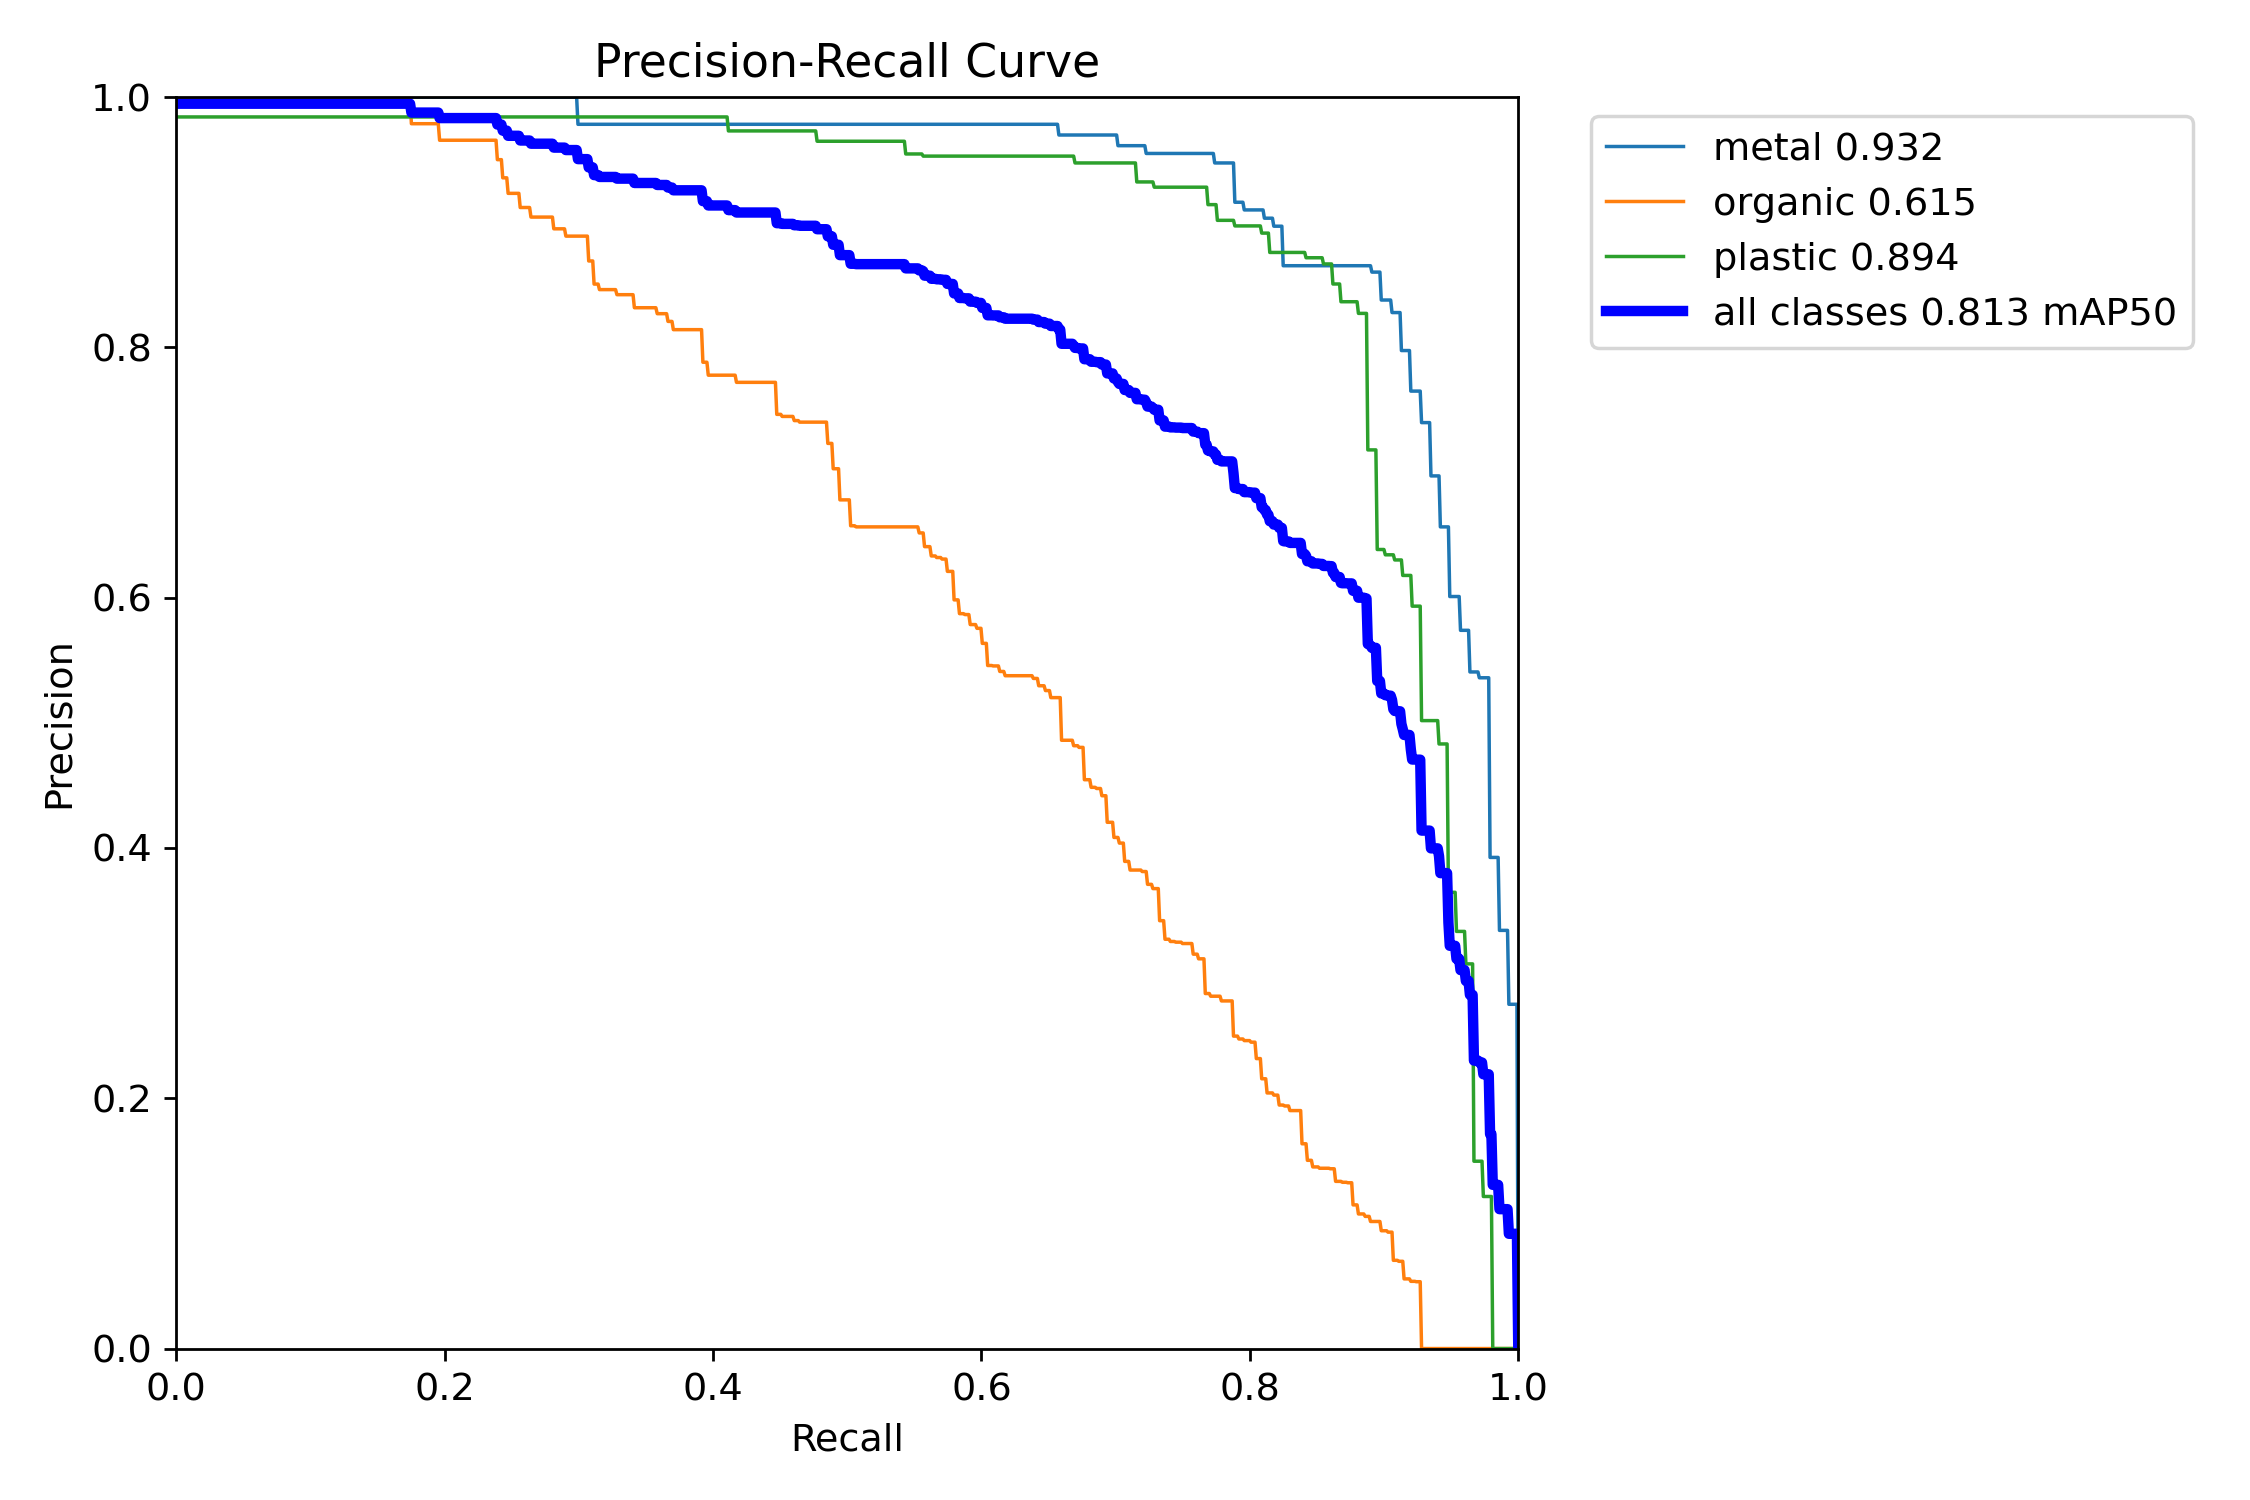 Precision-Recall Curve
1.0
0.8
0.6
0.4
0.2
0.0
Precision
0.0 0.2 0.4 0.6 0.8 1.0
Recall
metal 0.932
organic 0.615
plastic 0.894
all classes 0.813 mAP50